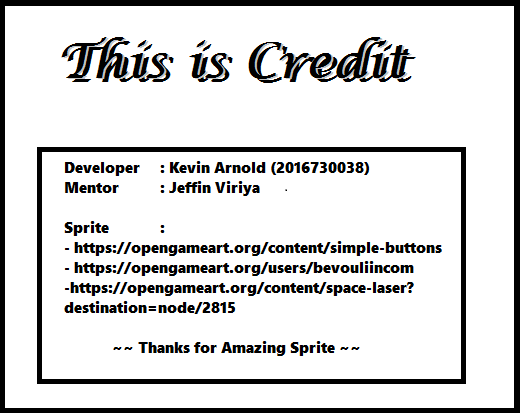 This is Credit
Developer : Kevin Arnold (2016730038)
Mentor : Jeffin Viriya
Sprite :
- https://opengameart.org/content/simple-buttons
- https://opengameart.org/users/bevouliincom
-https://opengameart.org/content/space-laser?
destination=node/2815
~~ Thanks for Amazing Sprite ~~